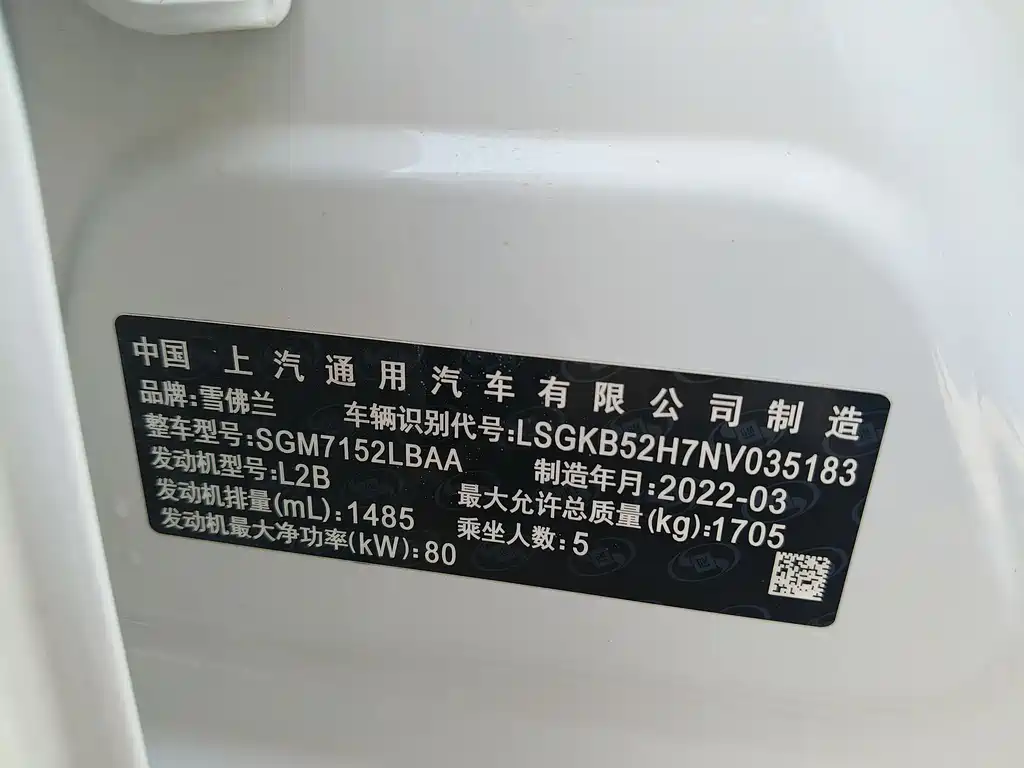 中国 上汽通用汽车有限公司制造
品牌:雪佛兰 车辆识别代号:LSGKB52H7NV035183
整车型号:SGM7152LBAA 制造年月:2022-03
发动机型号:L2B 最大允许总质量(kg):1705
发动机排量(mL):1485 乘坐人数:5
发动机最大净功率(kW):80